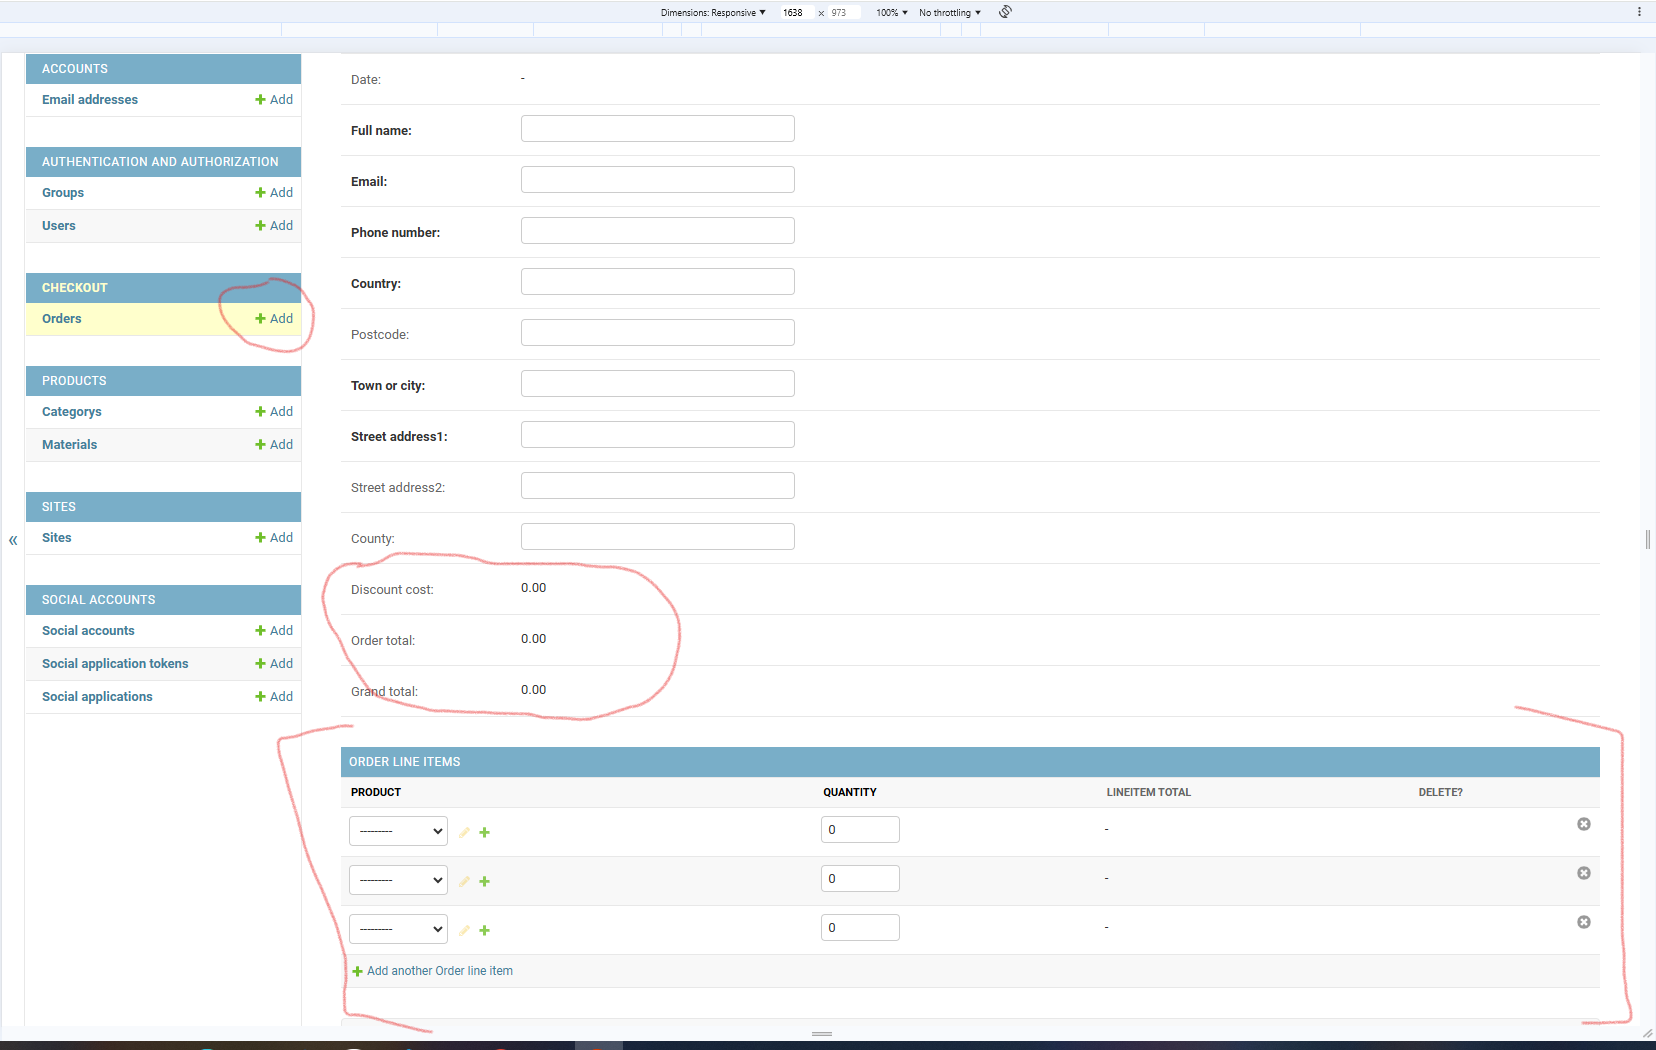 Dimensions: Responsive ▼ 1638 × 973 100% ▼ No throttling ▼
ACCOUNTS
Email addresses + Add
AUTHENTICATION AND AUTHORIZATION
Groups + Add
Users + Add
CHECKOUT
Orders + Add
PRODUCTS
Categorys + Add
Materials + Add
SITES
Sites + Add
SOCIAL ACCOUNTS
Social accounts + Add
Social application tokens + Add
Social applications + Add
«
Date: -
Full name:
Email:
Phone number:
Country:
Postcode:
Town or city:
Street address1:
Street address2:
County:
Discount cost: 0.00
Order total: 0.00
Grand total: 0.00
ORDER LINE ITEMS
PRODUCT QUANTITY LINEITEM TOTAL DELETE?
--------- 0 -
--------- 0 -
--------- 0 -
+ Add another Order line item